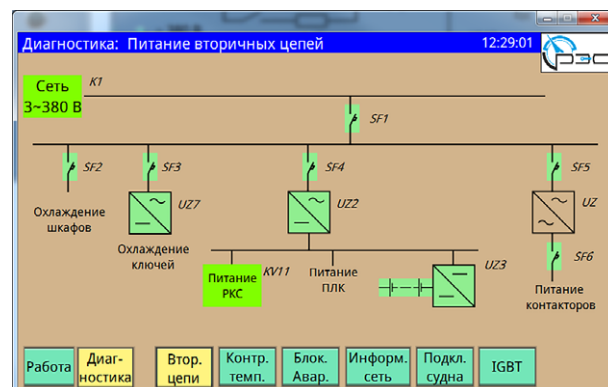 Диагностика: Питание вторичных цепей
12:29:01
РЭС
Сеть
3~380 В
K1
SF1
SF2
SF3
SF4
SF5
UZ7
UZ2
UZ
Охлаждение
шкафов
Охлаждение
ключей
SF6
Питание
РКС
KV11
Питание
ПЛК
UZ3
Питание
контакторов
Работа
Диаг-
ностика
Втор.
цепи
Контр.
темп.
Блок.
Авар.
Информ.
сеть
Подкл.
судна
IGBT